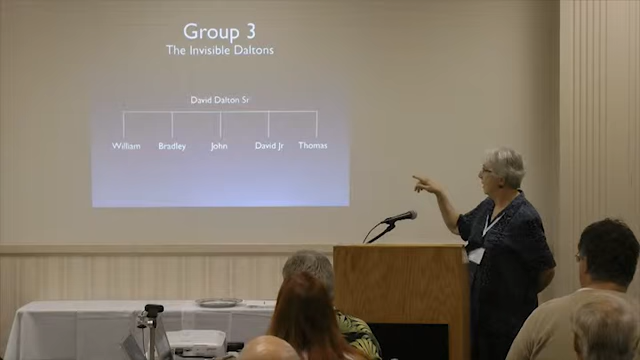 Group 3
The Invisible Daltons
David Dalton Sr
William Bradley John David Jr Thomas